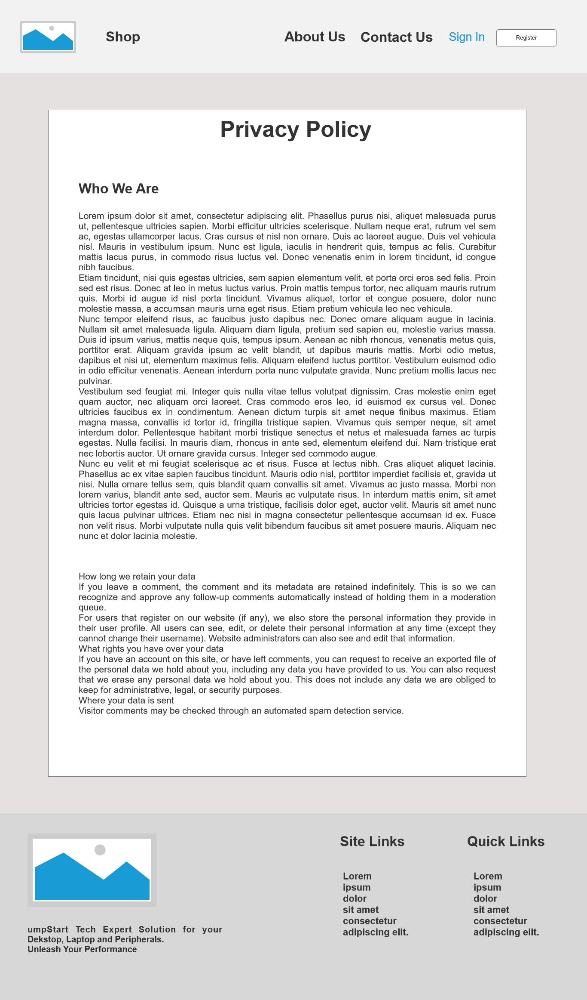 Shop
About Us
Contact Us
Sign In
Register
Privacy Policy
Who We Are
Lorem ipsum dolor sit amet, consectetur adipiscing elit. Phasellus purus nisi, aliquet malesuada purus
ut, pellentesque ultricies sapien. Morbi efficitur ultricies scelerisque. Nullam neque erat, rutrum vel sem
ac, egestas ullamcorper lacus. Cras cursus et nisl non ornare. Duis ac laoreet augue. Duis vel vehicula
nisl. Mauris in vestibulum ipsum. Nunc est ligula, iaculis in hendrerit quis, tempus ac felis. Curabitur
mattis lacus purus, in commodo risus luctus vel. Donec venenatis enim in lorem tincidunt, id congue
nibh faucibus.
Etiam tincidunt, nisi quis egestas ultricies, sem sapien elementum velit, et porta orci eros sed felis. Proin
sed est risus. Donec at leo in metus luctus varius. Proin mattis tempus tortor, nec aliquam mauris rutrum
quis. Morbi id augue id nisl porta tincidunt. Vivamus aliquet, tortor et congue posuere, dolor nunc
molestie massa, a accumsan mauris urna eget risus. Etiam pretium vehicula leo nec vehicula.
Nunc tempor eleifend risus, ac faucibus justo dapibus nec. Donec ornare aliquam augue in lacinia.
Nullam sit amet malesuada ligula. Aliquam diam ligula, pretium sed sapien eu, molestie varius massa.
Duis id ipsum varius, mattis neque quis, tempus ipsum. Aenean ac nibh rhoncus, venenatis metus quis,
porttitor erat. Aliquam gravida ipsum ac velit blandit, ut dapibus mauris mattis. Morbi odio metus,
dapibus et nisi ut, elementum maximus felis. Aliquam eleifend luctus porttitor. Vestibulum euismod odio
in odio efficitur venenatis. Aenean interdum porta nunc vulputate gravida. Nunc pretium mollis lacus nec
pulvinar.
Vestibulum sed feugiat mi. Integer quis nulla vitae tellus volutpat dignissim. Cras molestie enim eget
quam auctor, nec aliquam orci laoreet. Cras commodo eros leo, id euismod ex cursus vel. Donec
ultricies faucibus ex in condimentum. Aenean dictum turpis sit amet neque finibus maximus. Etiam
magna massa, convallis id tortor id, fringilla tristique sapien. Vivamus quis semper neque, sit amet
interdum dolor. Pellentesque habitant morbi tristique senectus et netus et malesuada fames ac turpis
egestas. Nulla facilisi. In mauris diam, rhoncus in ante sed, elementum eleifend dui. Nam tristique erat
nec lobortis auctor. Ut ornare gravida cursus. Integer sed commodo augue.
Nunc eu velit et mi feugiat scelerisque ac et risus. Fusce at lectus nibh. Cras aliquet aliquet lacinia.
Phasellus ac ex vitae sapien faucibus tincidunt. Mauris odio nisl, porttitor imperdiet facilisis et, gravida ut
nisi. Nulla ornare tellus sem, quis blandit quam convallis sit amet. Vivamus ac justo massa. Morbi non
lorem varius, blandit ante sed, auctor sem. Mauris ac vulputate risus. In interdum mattis enim, sit amet
ultricies tortor egestas id. Quisque a urna tristique, facilisis dolor eget, auctor velit. Mauris sit amet nunc
quis lacus pulvinar ultrices. Etiam nec nisi in magna consectetur pellentesque accumsan id ex. Fusce
non velit risus. Morbi vulputate nulla quis velit bibendum faucibus sit amet posuere mauris. Aliquam nec
nunc et dolor lacinia molestie.
How long we retain your data
If you leave a comment, the comment and its metadata are retained indefinitely. This is so we can
recognize and approve any follow-up comments automatically instead of holding them in a moderation
queue.
For users that register on our website (if any), we also store the personal information they provide in
their user profile. All users can see, edit, or delete their personal information at any time (except they
cannot change their username). Website administrators can also see and edit that information.
What rights you have over your data
If you have an account on this site, or have left comments, you can request to receive an exported file of
the personal data we hold about you, including any data you have provided to us. You can also request
that we erase any personal data we hold about you. This does not include any data we are obliged to
keep for administrative, legal, or security purposes.
Where your data is sent
Visitor comments may be checked through an automated spam detection service.
umpStart Tech Expert Solution for your
Dekstop, Laptop and Peripherals.
Unleash Your Performance
Site Links
Lorem
ipsum
dolor
sit amet
consectetur
adipiscing elit.
Quick Links
Lorem
ipsum
dolor
sit amet
consectetur
adipiscing elit.